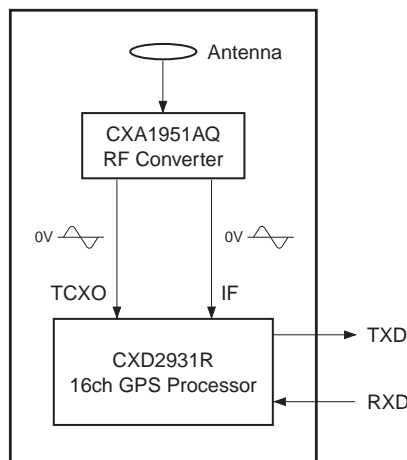 Antenna
CXA1951AQ
RF Converter
0V
0V
TCXO
IF
CXD2931R
16ch GPS Processor
TXD
RXD